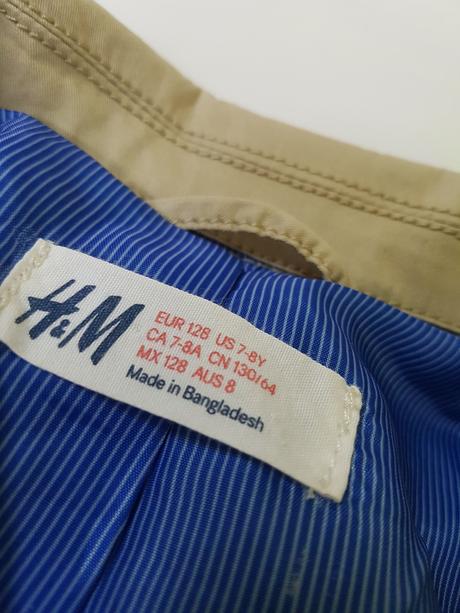 H&M
EUR 128 US 7-8Y
CA 7-8A CN 130/64
MX 128 AUS 8
Made in Bangladesh